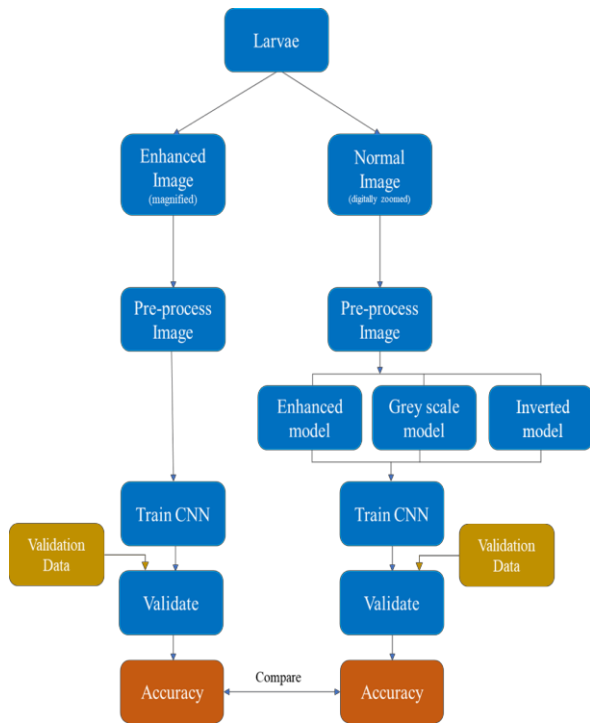 Larvae
Enhanced
Image
(magnified)
Normal
Image
(digitally zoomed)
Pre-process
Image
Pre-process
Image
Enhanced
model
Grey scale
model
Inverted
model
Train CNN
Train CNN
Validation
Data
Validation
Data
Validate
Validate
Accuracy
Compare
Accuracy